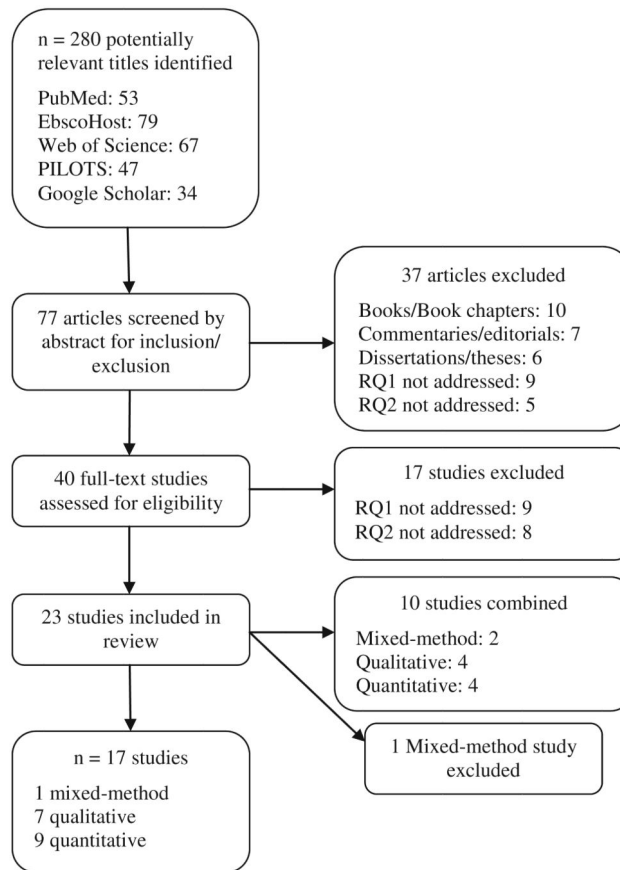 n = 280 potentially
relevant titles identified
PubMed: 53
EbscoHost: 79
Web of Science: 67
PILOTS: 47
Google Scholar: 34
77 articles screened by
abstract for inclusion/
exclusion
37 articles excluded
Books/Book chapters: 10
Commentaries/editorials: 7
Dissertations/theses: 6
RQ1 not addressed: 9
RQ2 not addressed: 5
40 full-text studies
assessed for eligibility
17 studies excluded
RQ1 not addressed: 9
RQ2 not addressed: 8
23 studies included in
review
10 studies combined
Mixed-method: 2
Qualitative: 4
Quantitative: 4
1 Mixed-method study
excluded
n = 17 studies
1 mixed-method
7 qualitative
9 quantitative